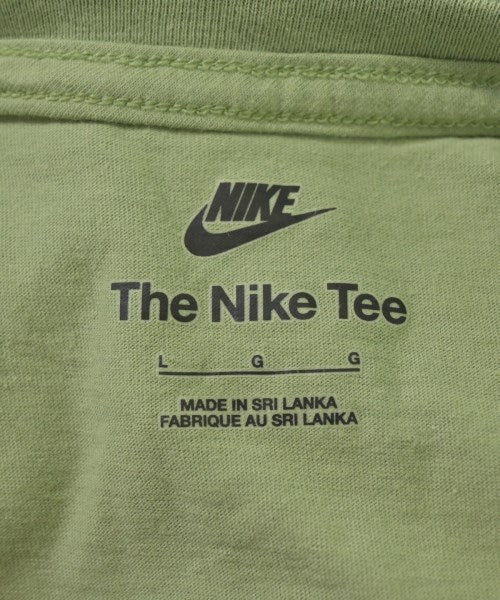 NIKE
The Nike Tee
L G G
MADE IN SRI LANKA
FABRIQUE AU SRI LANKA